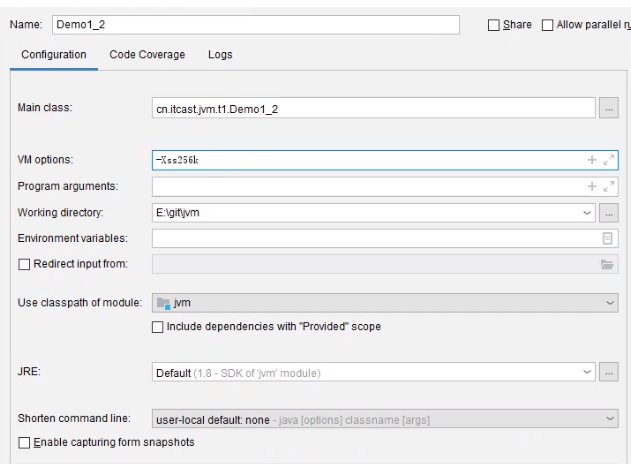 Name: Demo1_2 Share Allow parallel ru
Configuration Code Coverage Logs
Main class: cn.itcast.jvm.t1.Demo1_2 ...
VM options: -Xss256k
Program arguments:
Working directory: E:\git\jvm ...
Environment variables:
Redirect input from:
Use classpath of module: jvm
Include dependencies with "Provided" scope
JRE: Default (1.8 - SDK of 'jvm' module) ...
Shorten command line: user-local default: none - java [options] classname [args]
Enable capturing form snapshots